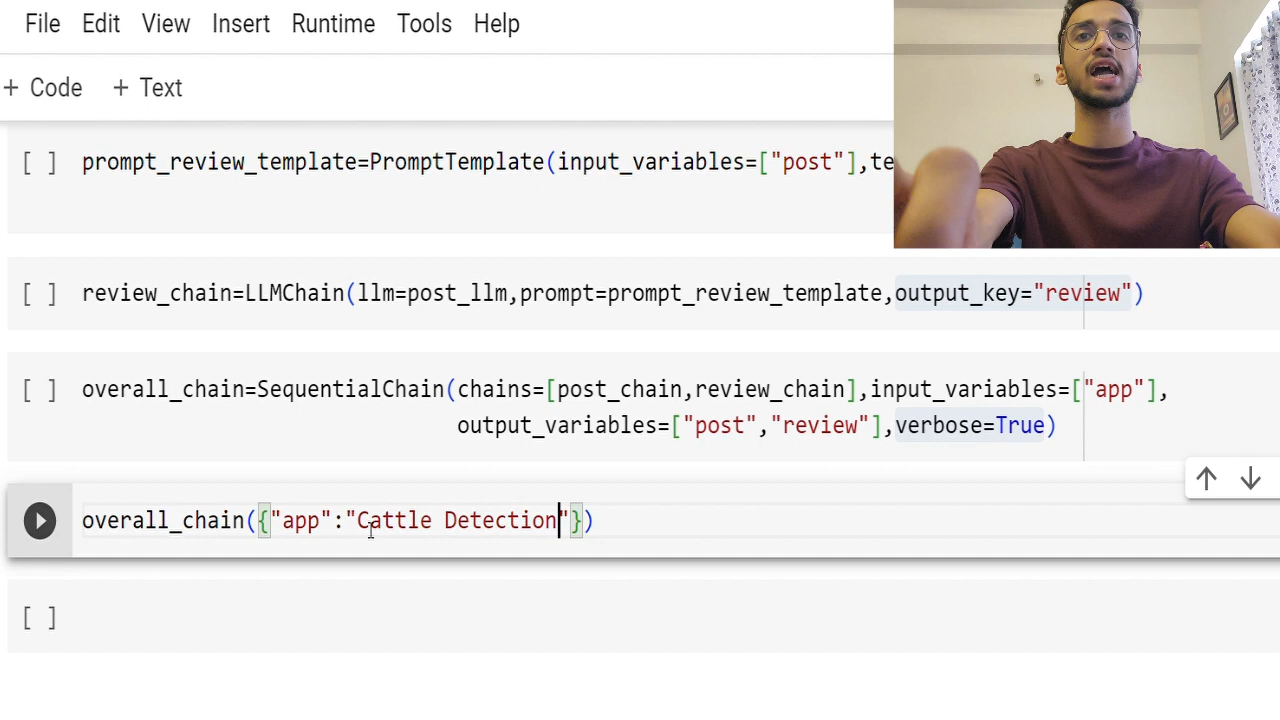 File Edit View Insert Runtime Tools Help
+ Code + Text
[ ] prompt_review_template=PromptTemplate(input_variables=["post"],te
[ ] review_chain=LLMChain(llm=post_llm,prompt=prompt_review_template,output_key="review")
[ ] overall_chain=SequentialChain(chains=[post_chain,review_chain],input_variables=["app"],
output_variables=["post","review"],verbose=True)
overall_chain({"app":"Cattle Detection"})
[ ]